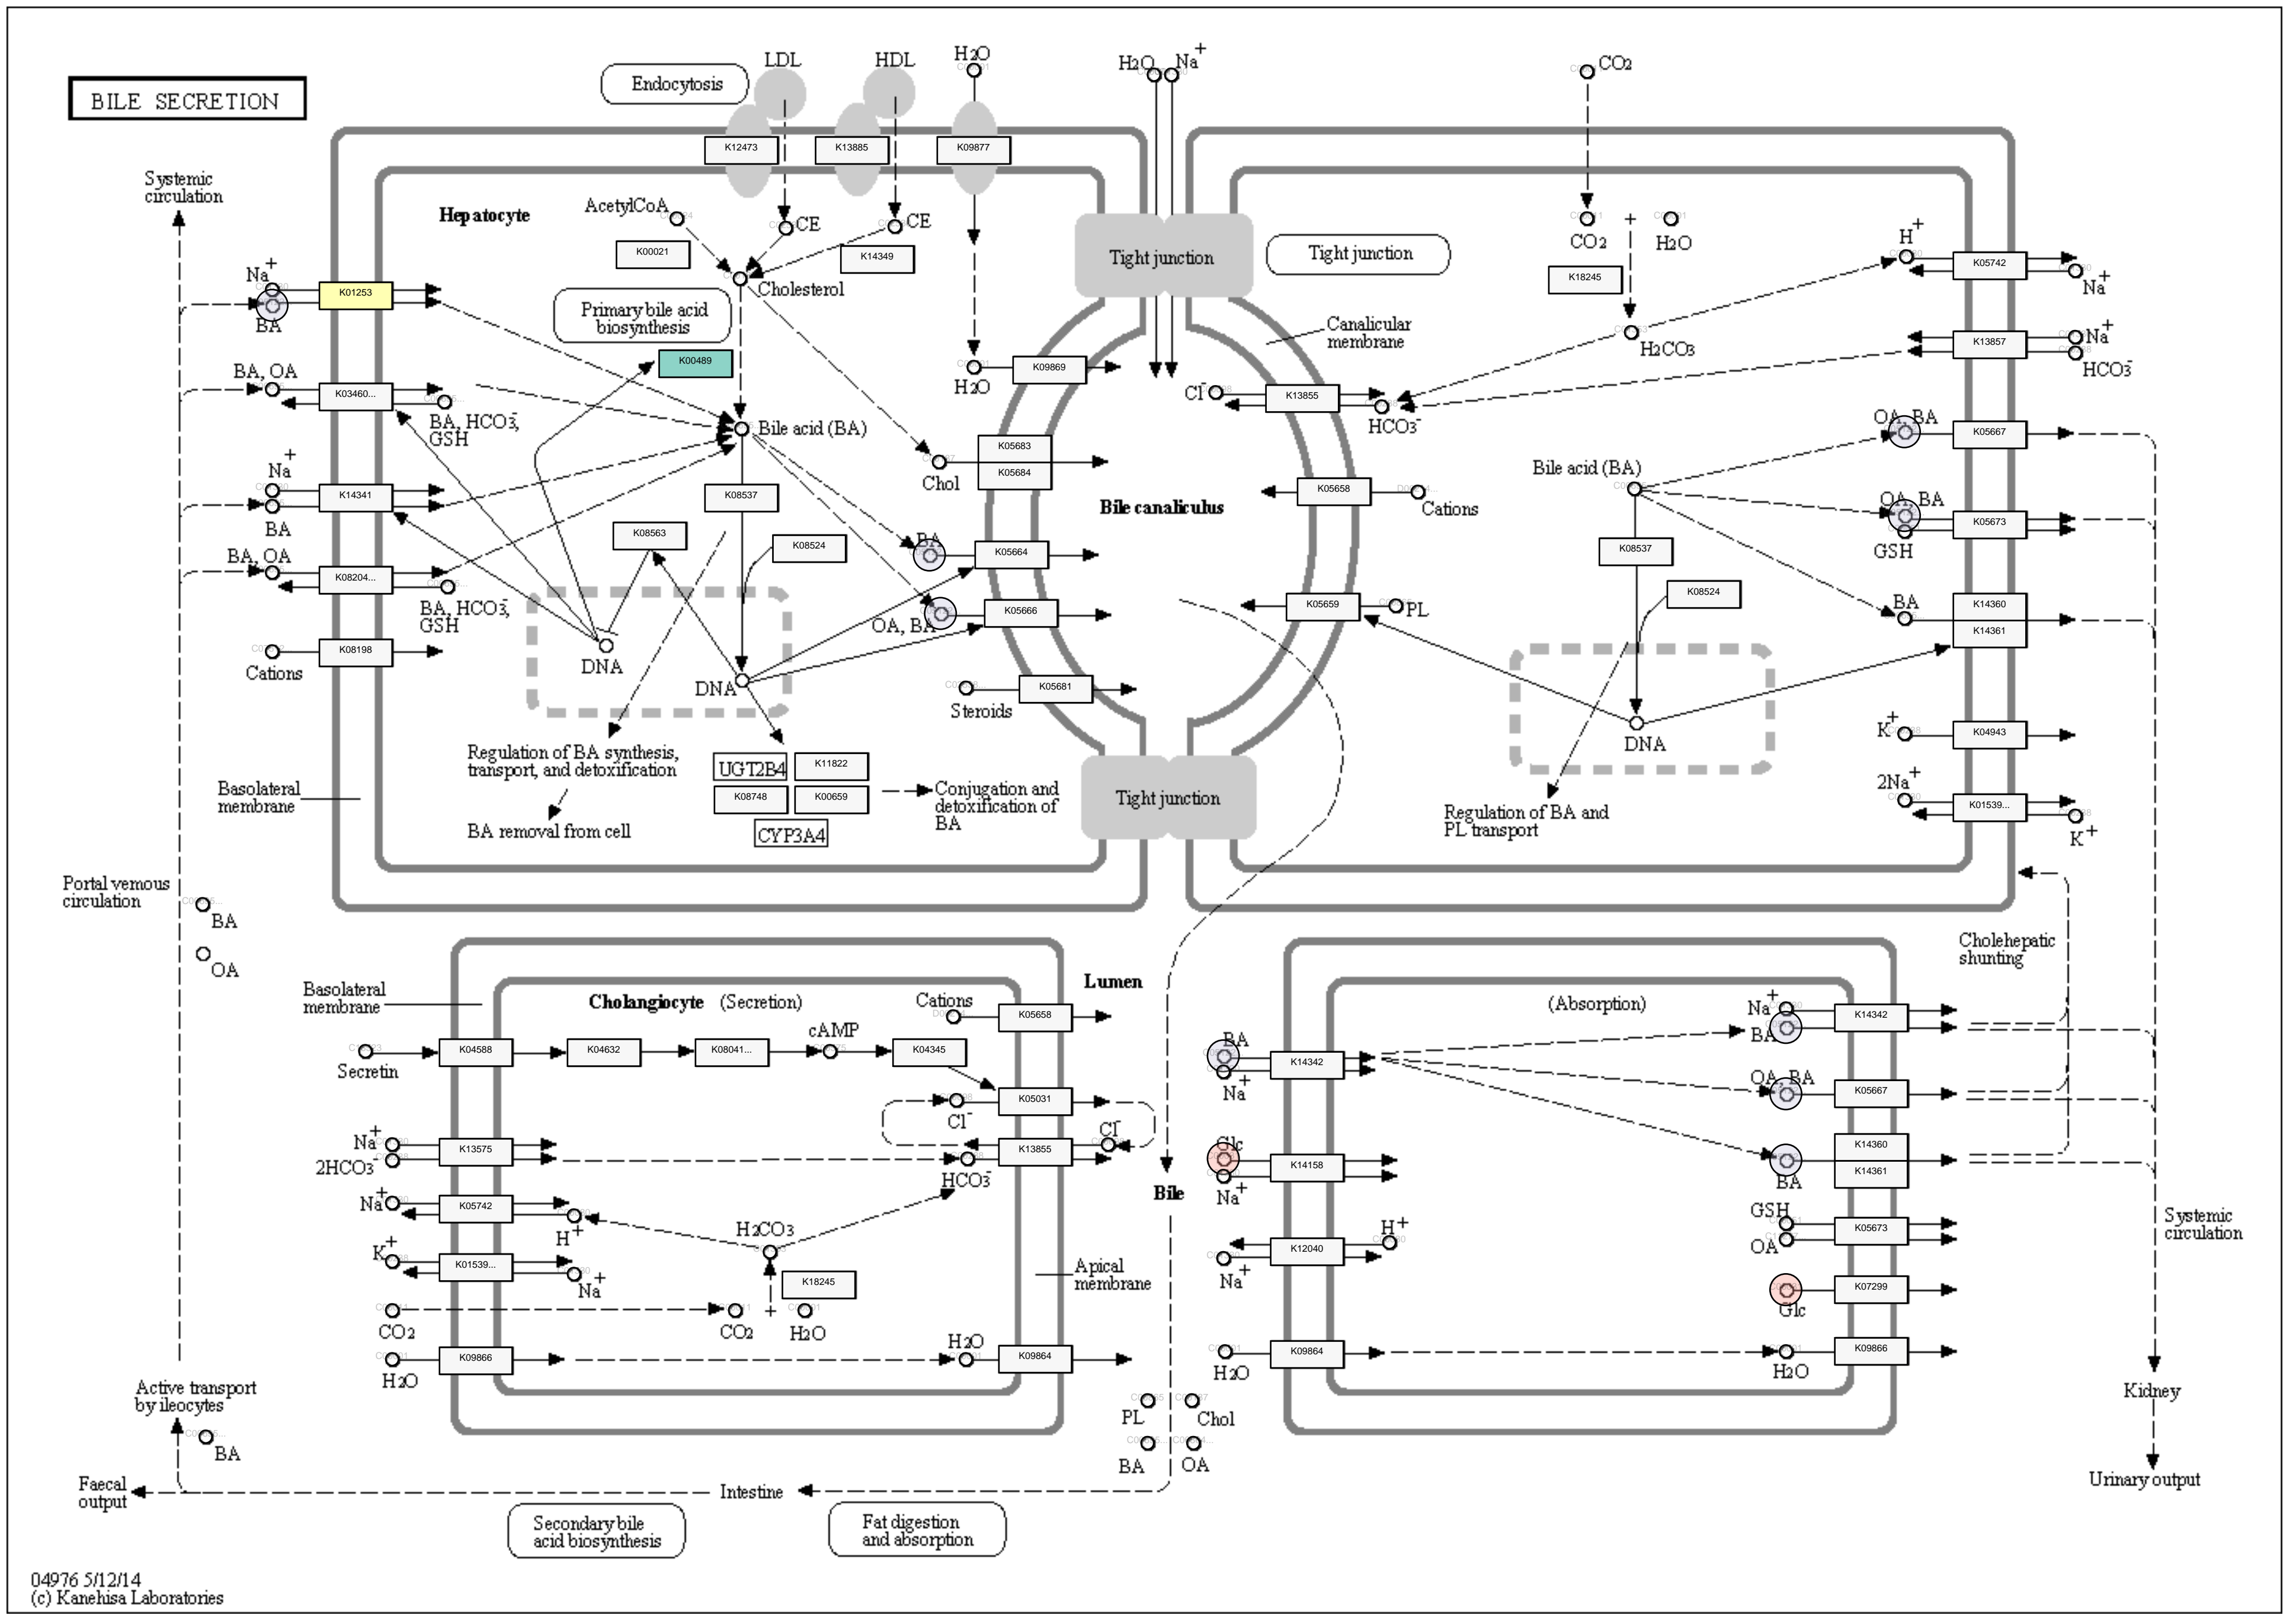 BILE SECRETION
Endocytosis
LDL
HDL
H2O
H2O
Na+
CO2
K12473
K13885
K09877
Systemic
circulation
Hepatocyte
AcetylCoA
CE
CE
K00021
K14349
Cholesterol
Tight junction
Tight junction
CO2
+
H2O
K18245
H2CO3
H+
K05742
Na+
Na+
BA
K01253
Primary bile acid
biosynthesis
K00489
H2O
K09869
Canalicular
membrane
Cl-
K13855
HCO3-
K13857
Na+
HCO3-
BA, OA
K03460...
BA, HCO3-,
GSH
Bile acid (BA)
K05683
K05684
Chol
OA, BA
K05667
Na+
BA
K14341
K08537
Bile canaliculus
K05658
Cations
Bile acid (BA)
OA, BA
K05673
GSH
K08563
K08524
BA
K05664
K08537
BA, OA
K08204...
BA, HCO3-,
GSH
OA, BA
K05666
K05659
PL
K08524
BA
K14360
K14361
Cations
K08198
DNA
DNA
Steroids
K05681
DNA
K+
K04943
Regulation of BA synthesis,
transport, and detoxification
BA removal from cell
UGT2B4
K11822
K08748
K00659
CYP3A4
Conjugation and
detoxification of
BA
Tight junction
Regulation of BA and
PL transport
2Na+
K01539...
K+
Basolateral
membrane
Portal venous
circulation
BA
OA
Basolateral
membrane
Cholangiocyte (Secretion)
Lumen
Cations
K05658
Secretin
K04588
K04632
K08041...
cAMP
K04345
Cl-
K05031
Na+
2HCO3-
K13575
HCO3-
K13855
Cl-
Na+
K05742
H+
H2CO3
K+
K01539...
Na+
K18245
CO2
CO2
+
H2O
H2O
K09866
H2O
K09864
Apical
membrane
Bile
(Absorption)
Cholehepatic
shunting
BA
Na+
K14342
Na+
BA
K14342
OA, BA
K05667
Glc
Na+
K14158
BA
K14360
K14361
Na+
K12040
H+
GSH
OA
K05673
Glc
K07299
H2O
K09864
H2O
K09866
Systemic
circulation
Kidney
Urinary output
PL
Chol
BA
OA
Active transport
by ileocytes
BA
Faecal
output
Intestine
Secondary bile
acid biosynthesis
Fat digestion
and absorption
04976 5/12/14
(c) Kanehisa Laboratories